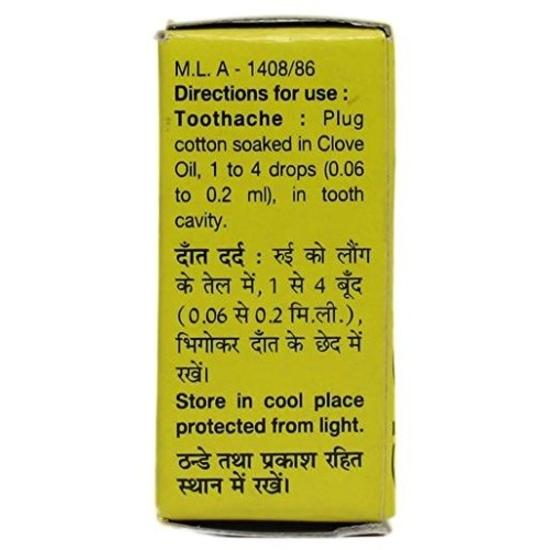 M.L. A - 1408/86
Directions for use :
Toothache : Plug
cotton soaked in Clove
Oil, 1 to 4 drops (0.06
to 0.2 ml), in tooth
cavity.
दाँत दर्द : रुई को लौंग
के तेल में, 1 से 4 बूँद
(0.06 से 0.2 मि.ली.),
भिगोकर दाँत के छेद में
रखें।
Store in cool place
protected from light.
ठन्डे तथा प्रकाश रहित
स्थान में रखें।